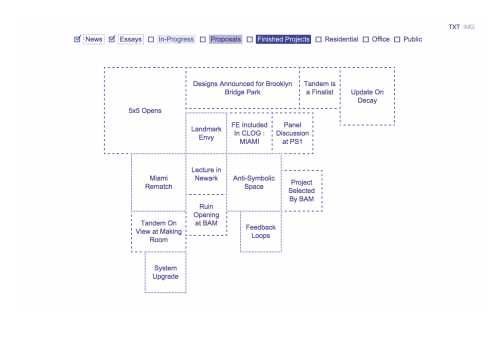 TXT IMG
News Essays In-Progress Proposals Finished Projects Residential Office Public
5x5 Opens
Designs Announced for Brooklyn
Bridge Park
Tandem is
a Finalist
Update On
Decay
Landmark
Envy
FE Included
In CLOG :
MIAMI
Panel
Discussion
at PS1
Miami
Rematch
Lecture in
Newark
Anti-Symbolic
Space
Project
Selected
By BAM
Ruin
Opening
at BAM
Tandem On
View at Making
Room
Feedback
Loops
System
Upgrade